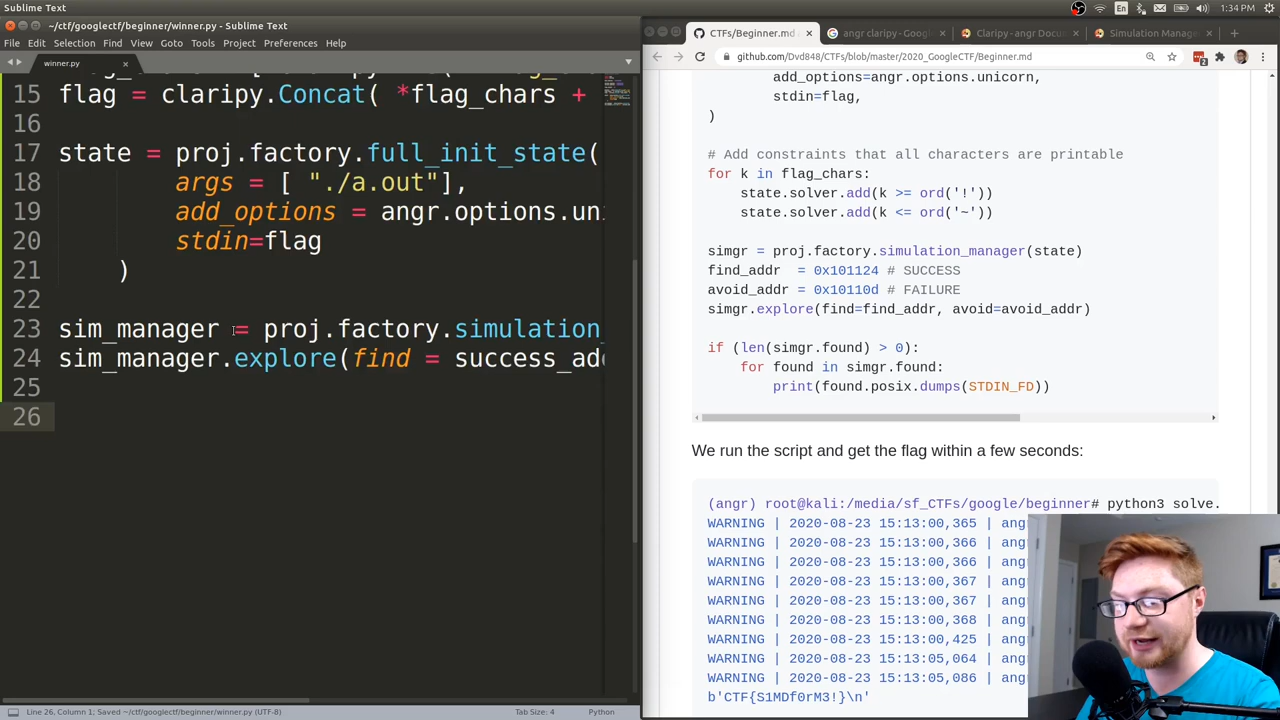 Sublime Text
En
1:34 PM
~/ctf/googlectf/beginner/winner.py - Sublime Text
File Edit Selection Find View Goto Tools Project Preferences Help
winner.py
15 flag = claripy.Concat( *flag_chars +
16
17 state = proj.factory.full_init_state(
18 args = [ "./a.out"],
19 add_options = angr.options.uni
20 stdin=flag
21 )
22
23 sim_manager = proj.factory.simulation_
24 sim_manager.explore(find = success_add
25
26
Line 26, Column 1; Saved ~/ctf/googlectf/beginner/winner.py (UTF-8)
Tab Size: 4
Python
CTFs/Beginner.md
angr claripy - Google
Claripy - angr Docume
Simulation Manage
github.com/Dvd848/CTFs/blob/master/2020_GoogleCTF/Beginner.md
add_options=angr.options.unicorn,
stdin=flag,
)
# Add constraints that all characters are printable
for k in flag_chars:
state.solver.add(k >= ord('!'))
state.solver.add(k <= ord('~'))
simgr = proj.factory.simulation_manager(state)
find_addr = 0x101124 # SUCCESS
avoid_addr = 0x10110d # FAILURE
simgr.explore(find=find_addr, avoid=avoid_addr)
if (len(simgr.found) > 0):
for found in simgr.found:
print(found.posix.dumps(STDIN_FD))
We run the script and get the flag within a few seconds:
(angr) root@kali:/media/sf_CTFs/google/beginner# python3 solve.
WARNING | 2020-08-23 15:13:00,365 | ang
WARNING | 2020-08-23 15:13:00,366 | ang
WARNING | 2020-08-23 15:13:00,366 | ang
WARNING | 2020-08-23 15:13:00,367 | ang
WARNING | 2020-08-23 15:13:00,367 | ang
WARNING | 2020-08-23 15:13:00,368 | ang
WARNING | 2020-08-23 15:13:00,425 | ang
WARNING | 2020-08-23 15:13:05,064 | ang
WARNING | 2020-08-23 15:13:05,086 | ang
b'CTF{S1MDf0rM3!}\n'